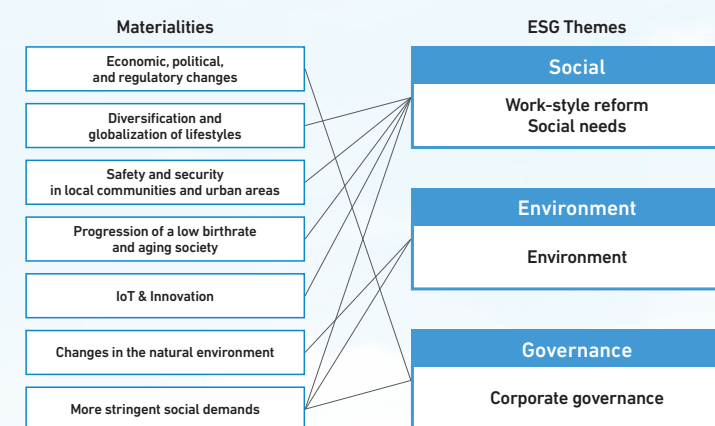 Materialities
Economic, political,
and regulatory changes
Diversification and
globalization of lifestyles
Safety and security
in local communities and urban areas
Progression of a low birthrate
and aging society
IoT & Innovation
Changes in the natural environment
More stringent social demands
ESG Themes
Social
Work-style reform
Social needs
Environment
Environment
Governance
Corporate governance